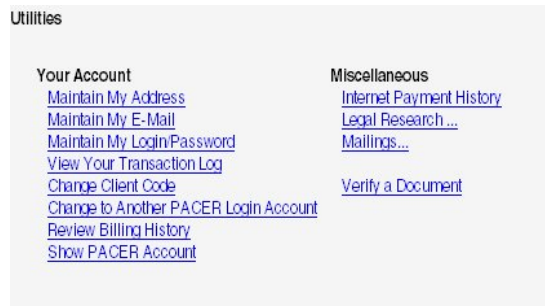 Utilities
Your Account
Maintain My Address
Maintain My E-Mail
Maintain My Login/Password
View Your Transaction Log
Change Client Code
Change to Another PACER Login Account
Review Billing History
Show PACER Account
Miscellaneous
Internet Payment History
Legal Research ...
Mailings...
Verify a Document